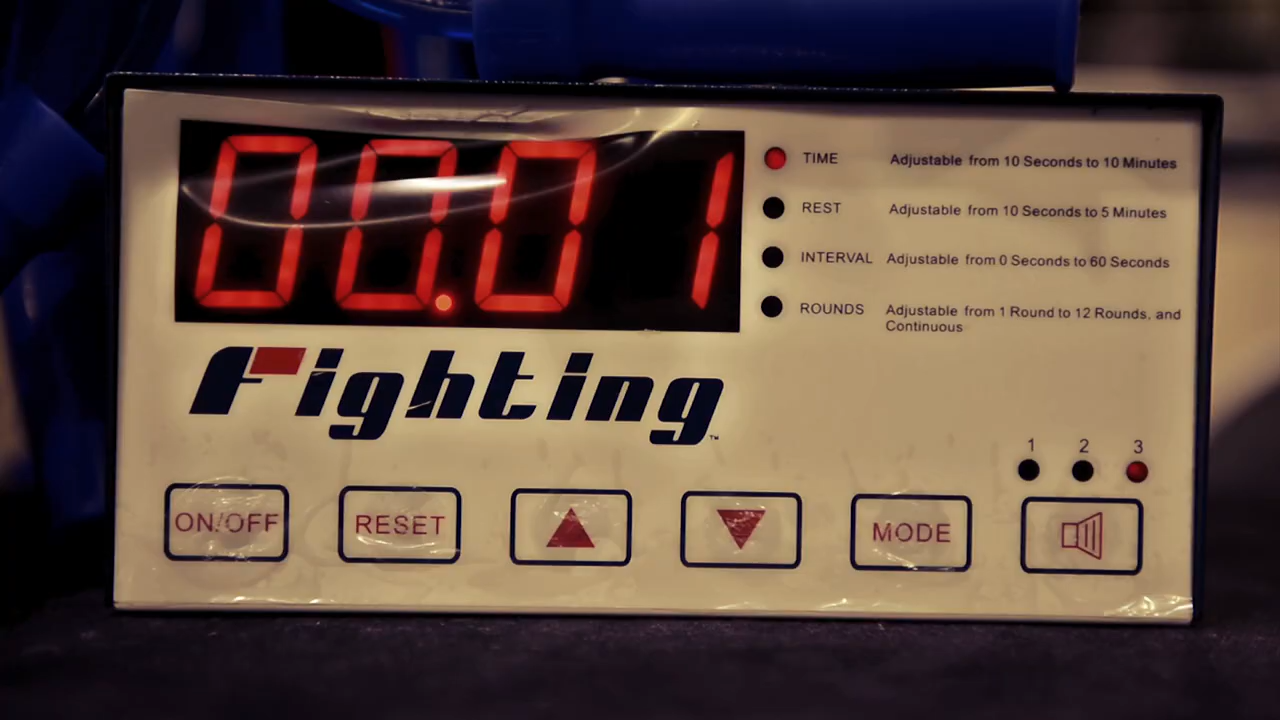 00.01
TIME Adjustable from 10 Seconds to 10 Minutes
REST Adjustable from 10 Seconds to 5 Minutes
INTERVAL Adjustable from 0 Seconds to 60 Seconds
ROUNDS Adjustable from 1 Round to 12 Rounds, and
Continuous
Fighting™
1 2 3
ON/OFF RESET MODE